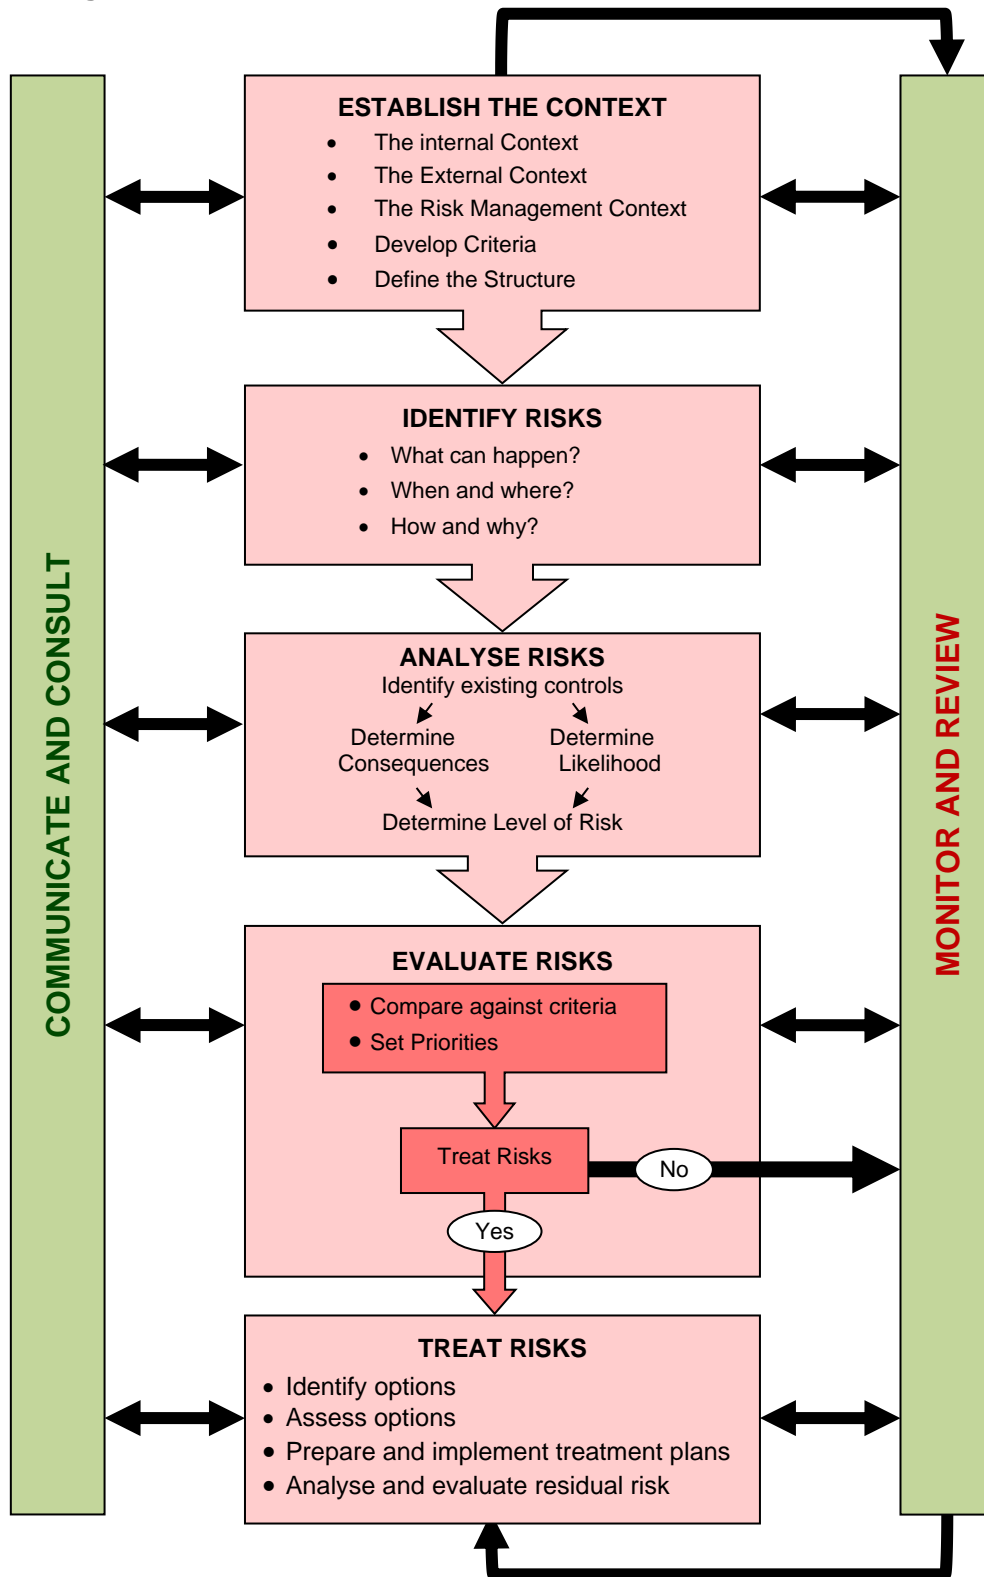 ESTABLISH THE CONTEXT
• The internal Context
• The External Context
• The Risk Management Context
• Develop Criteria
• Define the Structure
IDENTIFY RISKS
• What can happen?
• When and where?
• How and why?
ANALYSE RISKS
Identify existing controls
Determine
Consequences
Determine
Likelihood
Determine Level of Risk
EVALUATE RISKS
• Compare against criteria
• Set Priorities
Treat Risks
No
Yes
TREAT RISKS
• Identify options
• Assess options
• Prepare and implement treatment plans
• Analyse and evaluate residual risk
COMMUNICATE AND CONSULT
MONITOR AND REVIEW